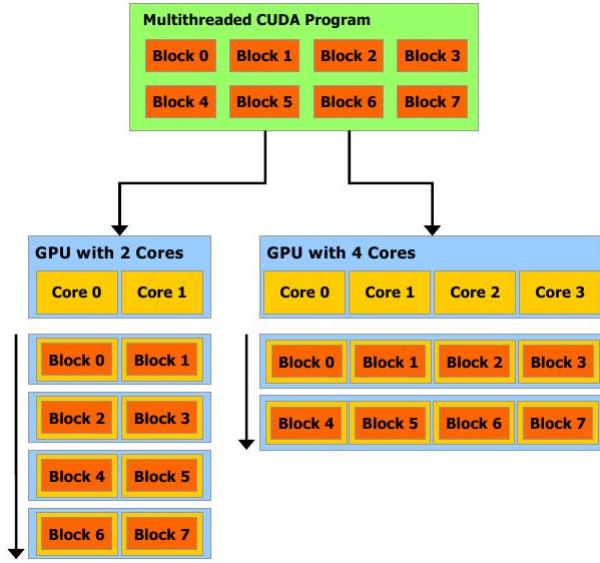 Multithreaded CUDA Program
Block 0 Block 1 Block 2 Block 3
Block 4 Block 5 Block 6 Block 7
GPU with 2 Cores
Core 0 Core 1
Block 0 Block 1
Block 2 Block 3
Block 4 Block 5
Block 6 Block 7
GPU with 4 Cores
Core 0 Core 1 Core 2 Core 3
Block 0 Block 1 Block 2 Block 3
Block 4 Block 5 Block 6 Block 7